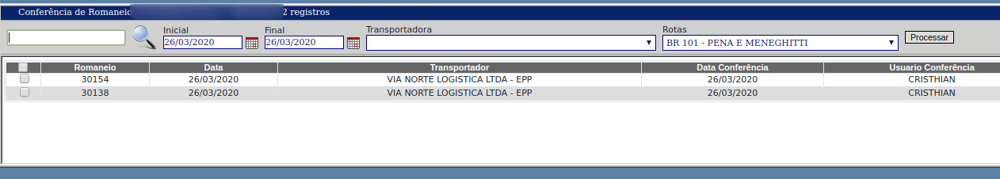 Conferência de Romaneio 2 registros
Inicial Final Transportadora Rotas
26/03/2020 26/03/2020 BR 101 - PENA E MENEGHITTI Processar
Romaneio Data Transportador Data Conferência Usuario Conferência
30154 26/03/2020 VIA NORTE LOGISTICA LTDA - EPP 26/03/2020 CRISTHIAN
30138 26/03/2020 VIA NORTE LOGISTICA LTDA - EPP 26/03/2020 CRISTHIAN